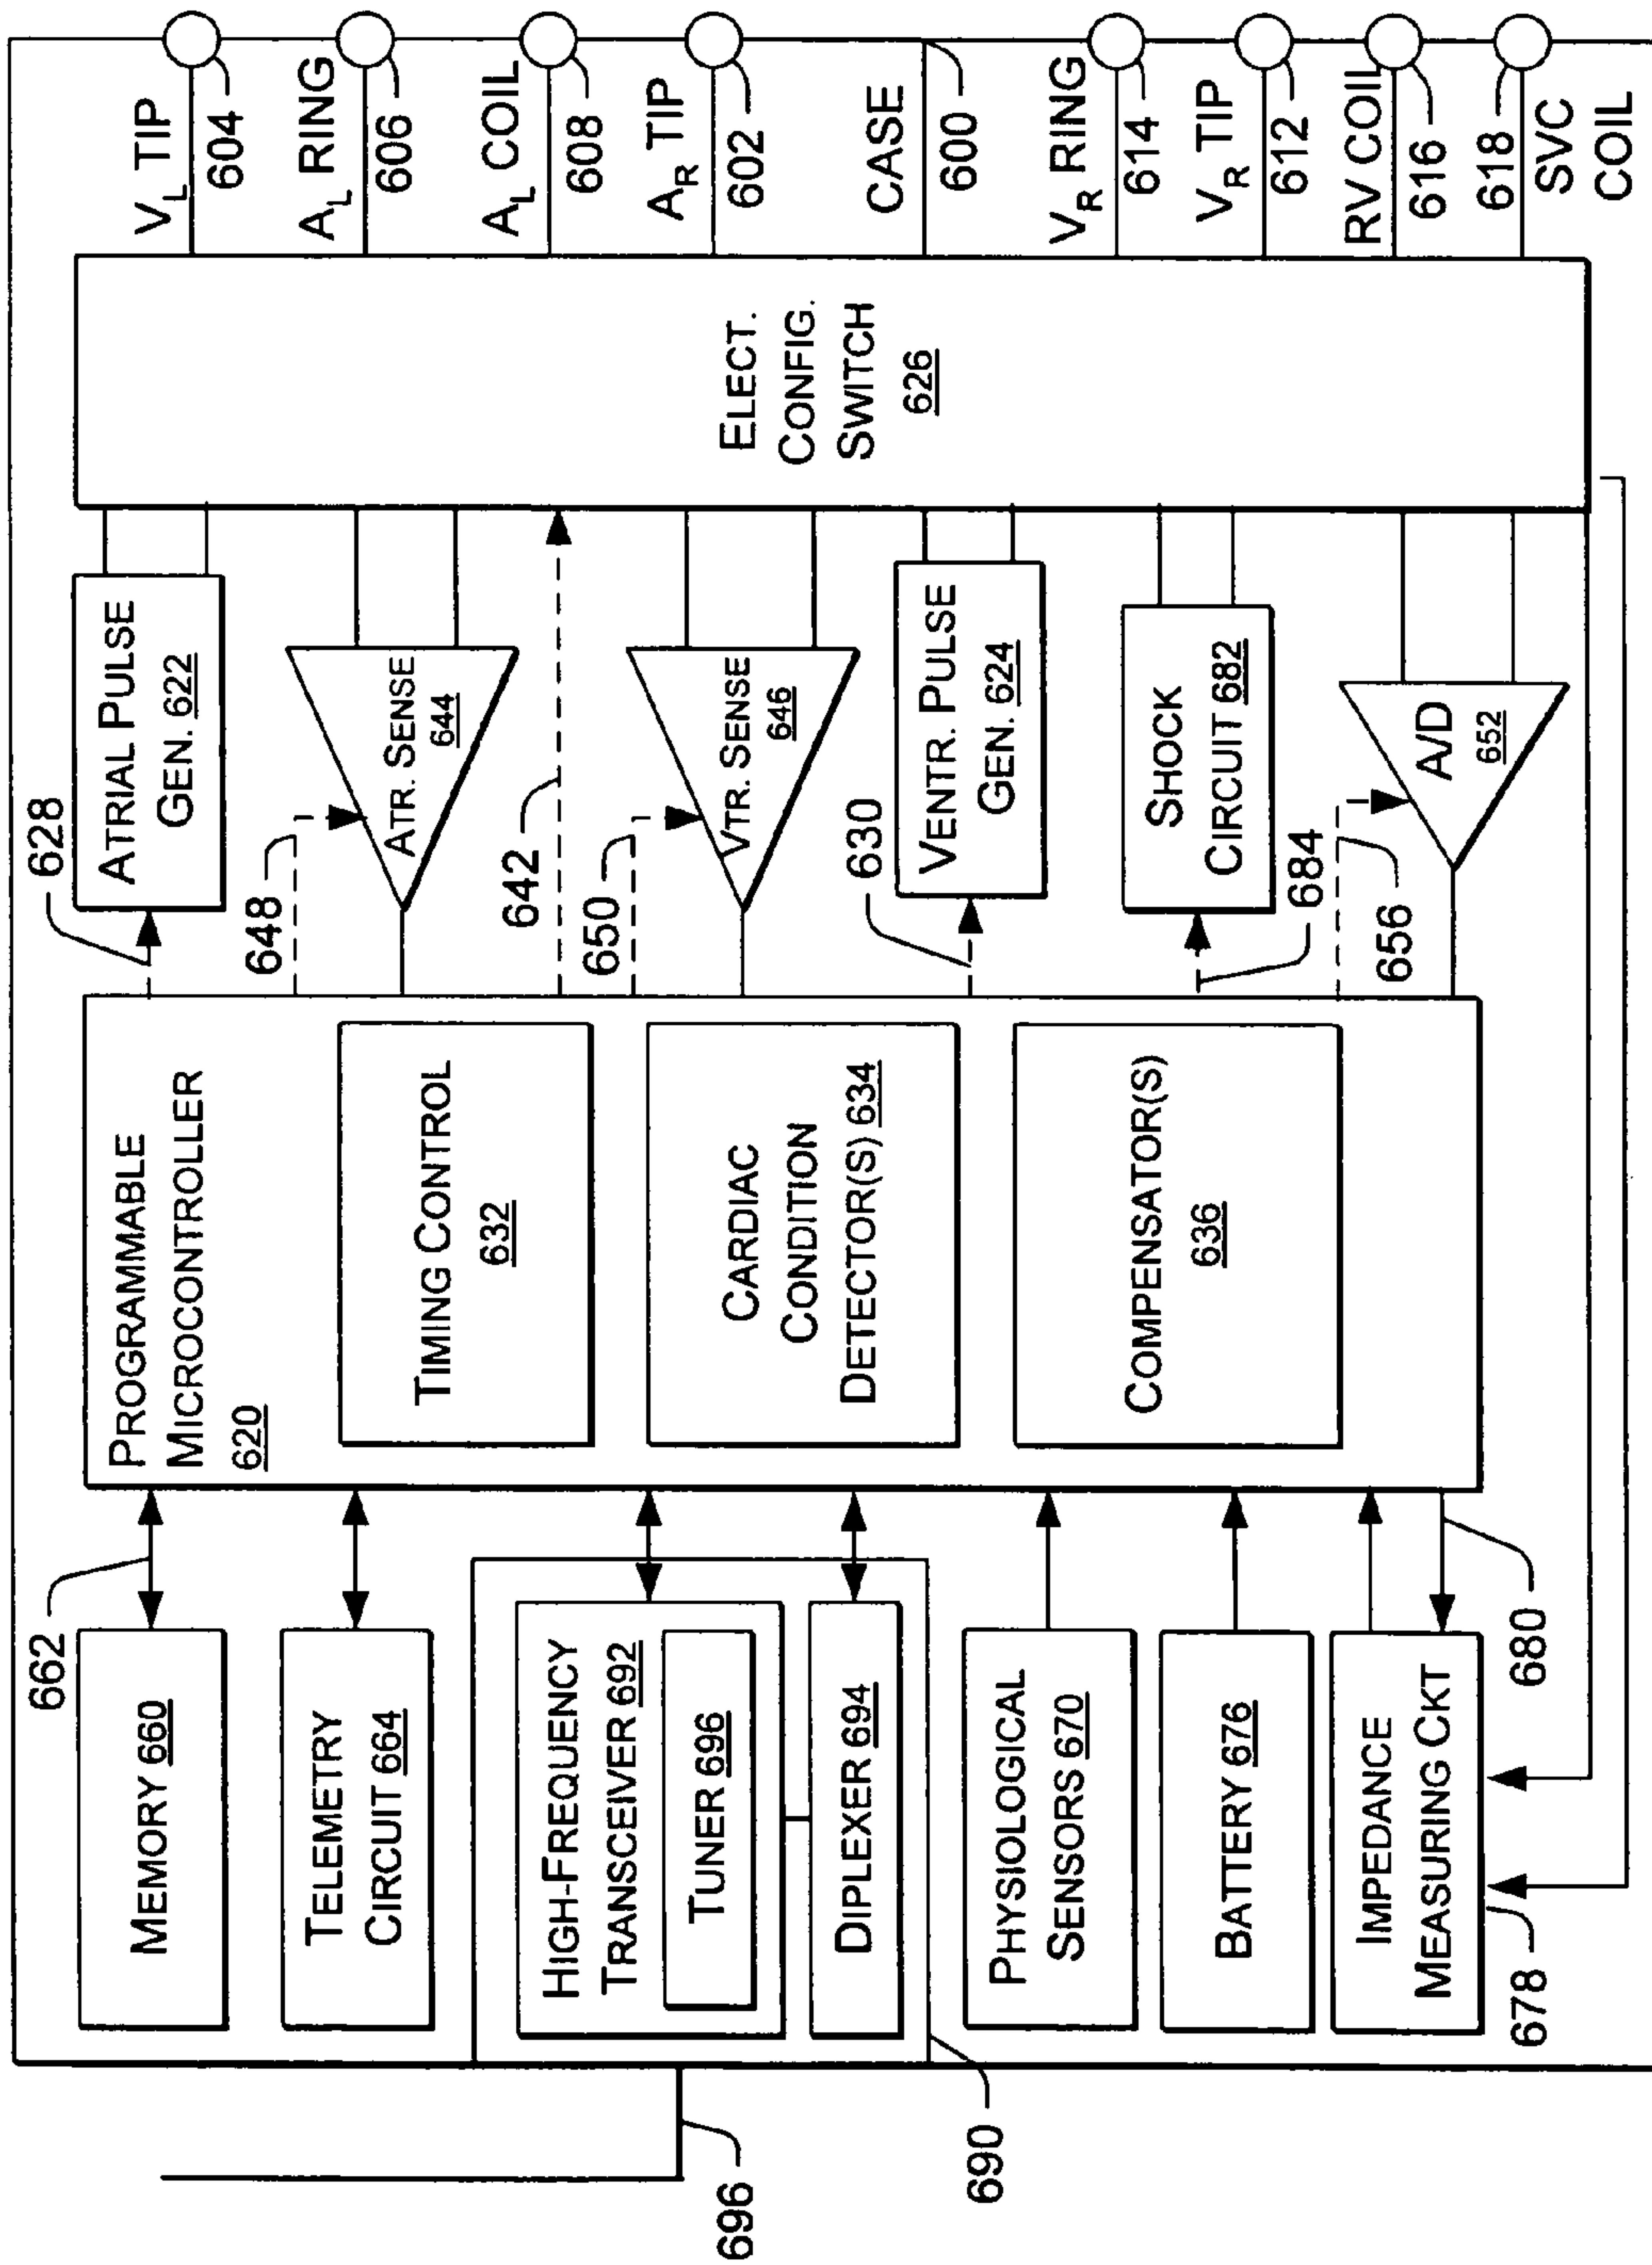 V_L TIP
604
A_L RING
606
A_L COIL
608
A_R TIP
602
CASE
600
V_R RING
614
V_R TIP
612
RV COIL
616
618
SVC
COIL
ELECT.
CONFIG.
SWITCH
626
628
ATRIAL PULSE
GEN. 622
648
ATR. SENSE
644
642
650
VTR. SENSE
646
630
VENTR. PULSE
GEN. 624
SHOCK
CIRCUIT 682
684
656
A/D
652
PROGRAMMABLE
MICROCONTROLLER
620
TIMING CONTROL
632
CARDIAC
CONDITION
DETECTOR(S) 634
COMPENSATOR(S)
636
662
MEMORY 660
TELEMETRY
CIRCUIT 664
HIGH-FREQUENCY
TRANSCEIVER 692
TUNER 696
DIPLEXER 694
PHYSIOLOGICAL
SENSORS 670
BATTERY 676
IMPEDANCE
MEASURING CKT
680
678
696
690